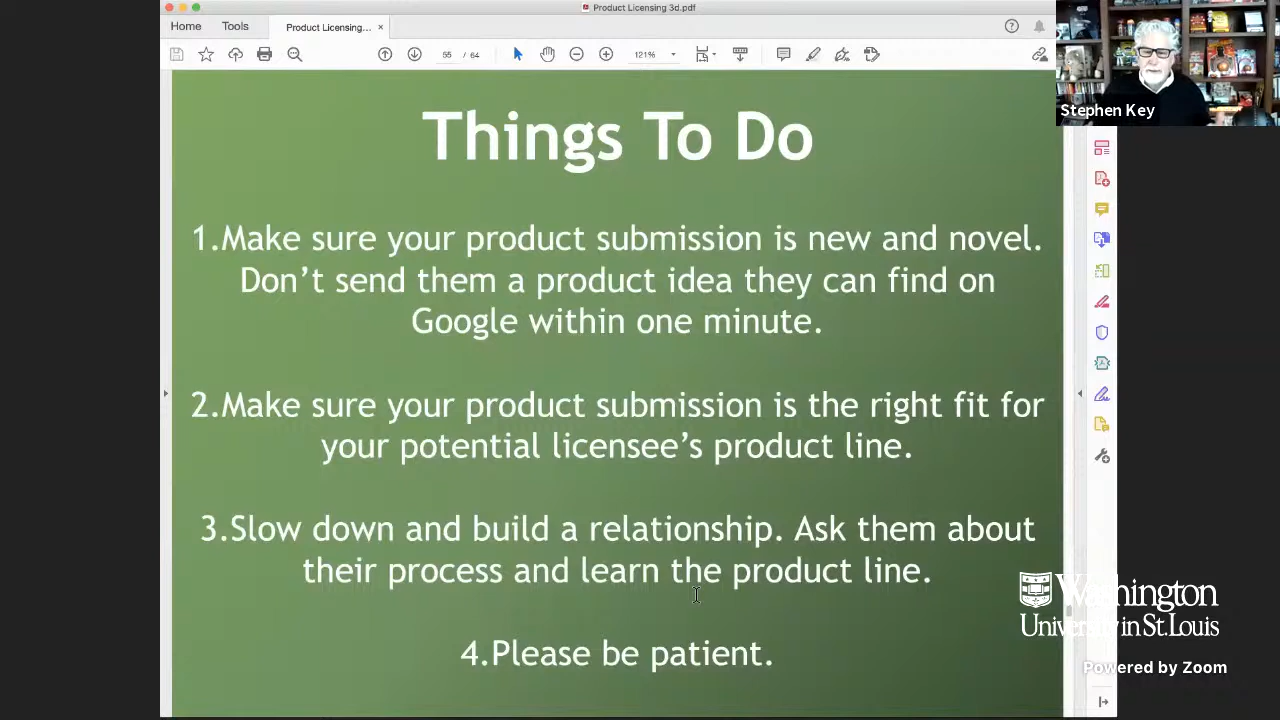 Product Licensing 3d.pdf
Home
Tools
Product Licensing...
55 / 64
121%
Stephen Key
Things To Do
1.Make sure your product submission is new and novel.
Don’t send them a product idea they can find on
Google within one minute.
2.Make sure your product submission is the right fit for
your potential licensee’s product line.
3.Slow down and build a relationship. Ask them about
their process and learn the product line.
4.Please be patient.
Washington
University in St. Louis
Powered by Zoom